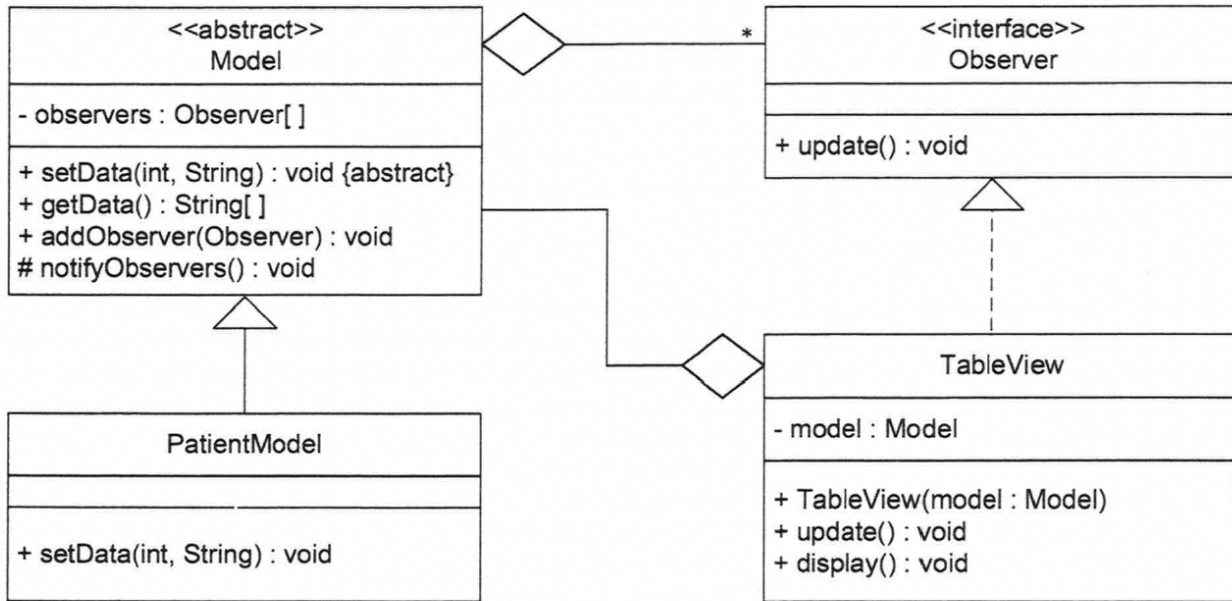 <<abstract>>
Model
- observers : Observer[ ]
+ setData(int, String) : void {abstract}
+ getData() : String[ ]
+ addObserver(Observer) : void
# notifyObservers() : void
*
<<interface>>
Observer
+ update() : void
PatientModel
+ setData(int, String) : void
TableView
- model : Model
+ TableView(model : Model)
+ update() : void
+ display() : void